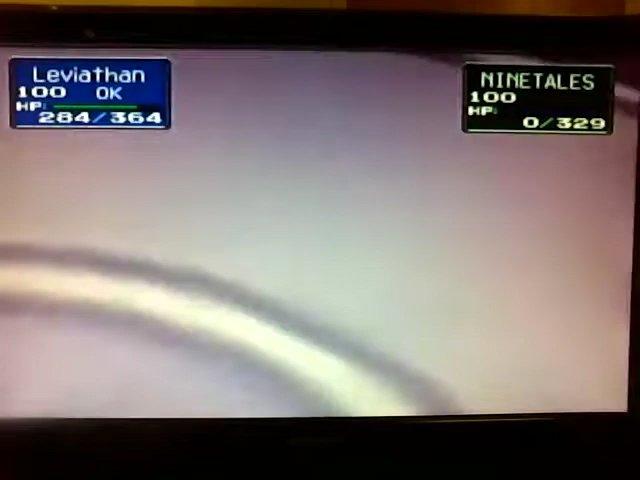 Leviathan
100 OK
HP:
284/364
NINETALES
100
HP:
0/329